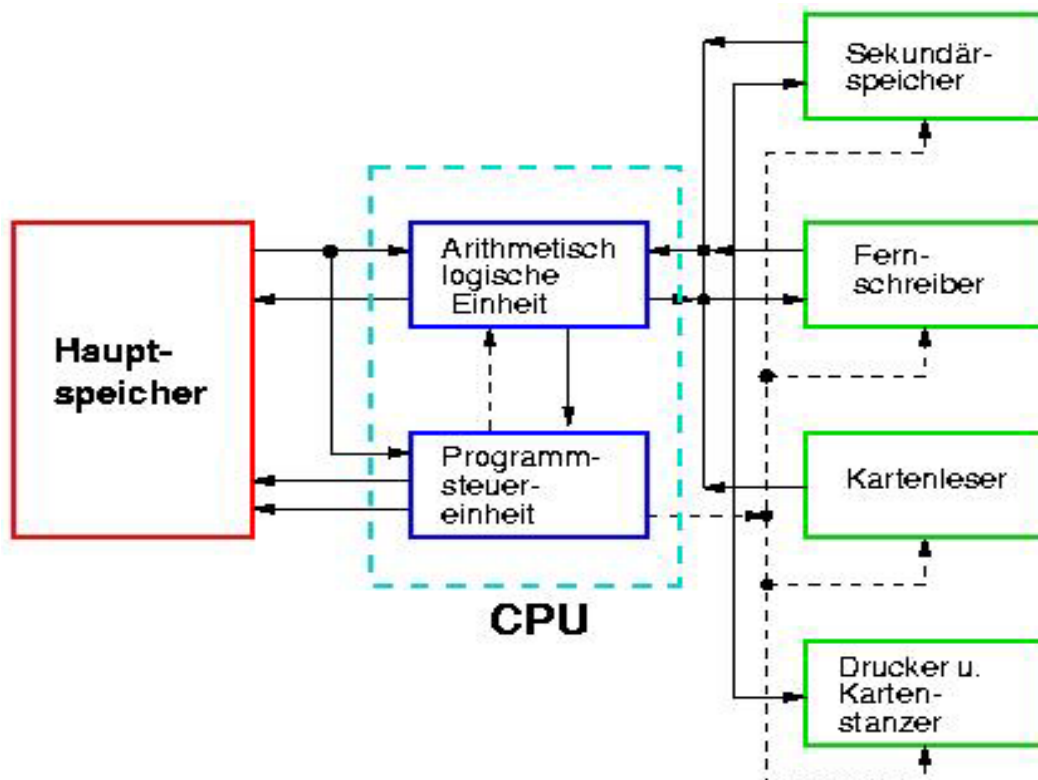 Haupt-
speicher
Arithmetisch
logische
Einheit
Programm-
steuer-
einheit
CPU
Sekundär-
speicher
Fern-
schreiber
Kartenleser
Drucker u.
Karten-
stanzer